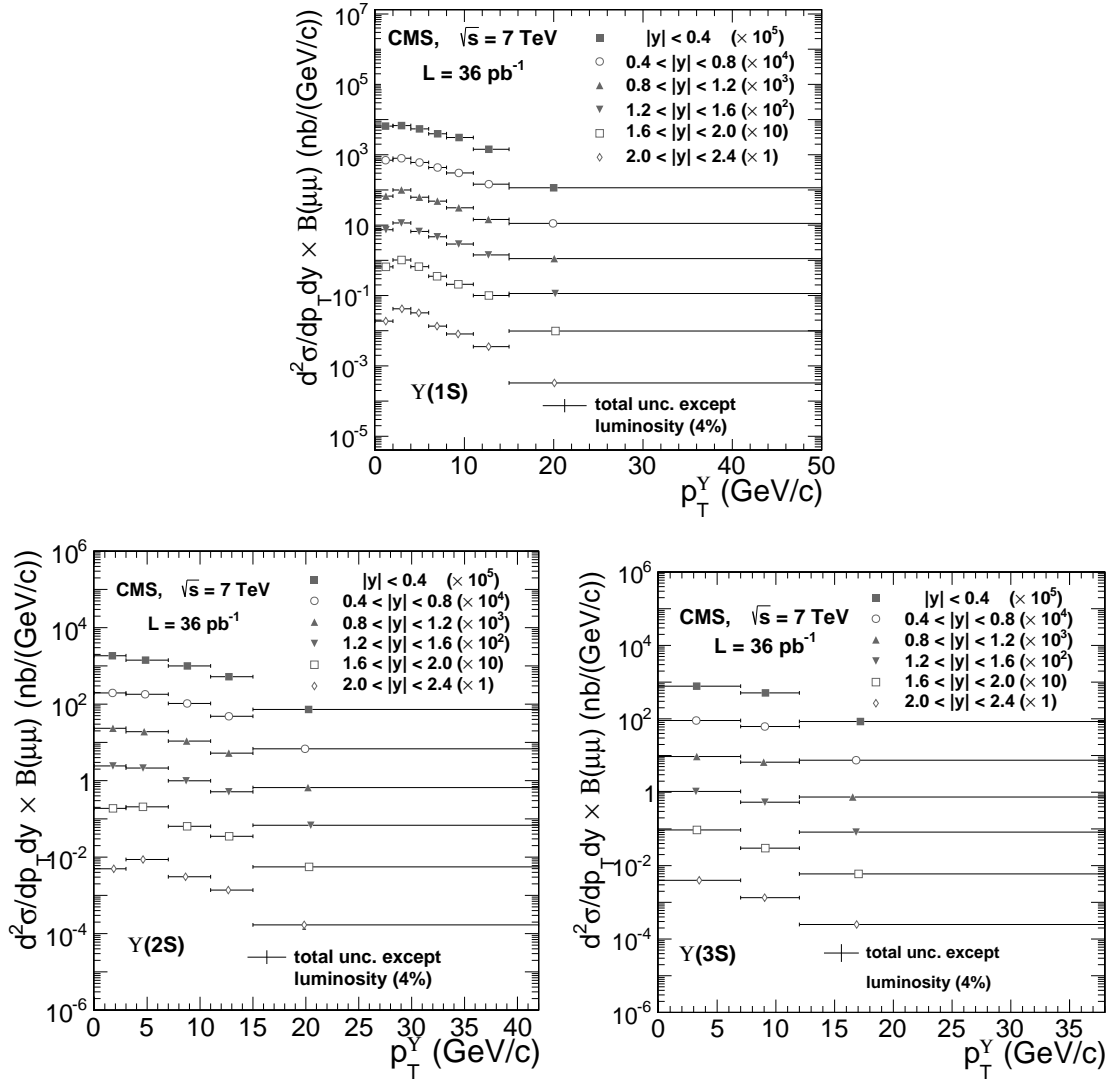 d²σ/dp_T dy × B(μμ) (nb/(GeV/c))
10⁷
10⁵
10³
10
10⁻¹
10⁻³
10⁻⁵
CMS, √s = 7 TeV
L = 36 pb⁻¹
|y| < 0.4 (× 10⁵)
0.4 < |y| < 0.8 (× 10⁴)
0.8 < |y| < 1.2 (× 10³)
1.2 < |y| < 1.6 (× 10²)
1.6 < |y| < 2.0 (× 10)
2.0 < |y| < 2.4 (× 1)
Υ(1S)
total unc. except
luminosity (4%)
0 10 20 30 40 50
p_T^Υ (GeV/c)
d²σ/dp_T dy × B(μμ) (nb/(GeV/c))
10⁶
10⁴
10²
1
10⁻²
10⁻⁴
10⁻⁶
CMS, √s = 7 TeV
L = 36 pb⁻¹
|y| < 0.4 (× 10⁵)
0.4 < |y| < 0.8 (× 10⁴)
0.8 < |y| < 1.2 (× 10³)
1.2 < |y| < 1.6 (× 10²)
1.6 < |y| < 2.0 (× 10)
2.0 < |y| < 2.4 (× 1)
Υ(2S)
total unc. except
luminosity (4%)
0 5 10 15 20 25 30 35 40
p_T^Υ (GeV/c)
d²σ/dp_T dy × B(μμ) (nb/(GeV/c))
10⁶
10⁴
10²
1
10⁻²
10⁻⁴
10⁻⁶
CMS, √s = 7 TeV
L = 36 pb⁻¹
|y| < 0.4 (× 10⁵)
0.4 < |y| < 0.8 (× 10⁴)
0.8 < |y| < 1.2 (× 10³)
1.2 < |y| < 1.6 (× 10²)
1.6 < |y| < 2.0 (× 10)
2.0 < |y| < 2.4 (× 1)
Υ(3S)
total unc. except
luminosity (4%)
0 5 10 15 20 25 30 35
p_T^Υ (GeV/c)